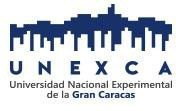 UNEXCA
Universidad Nacional Experimental
de la Gran Caracas